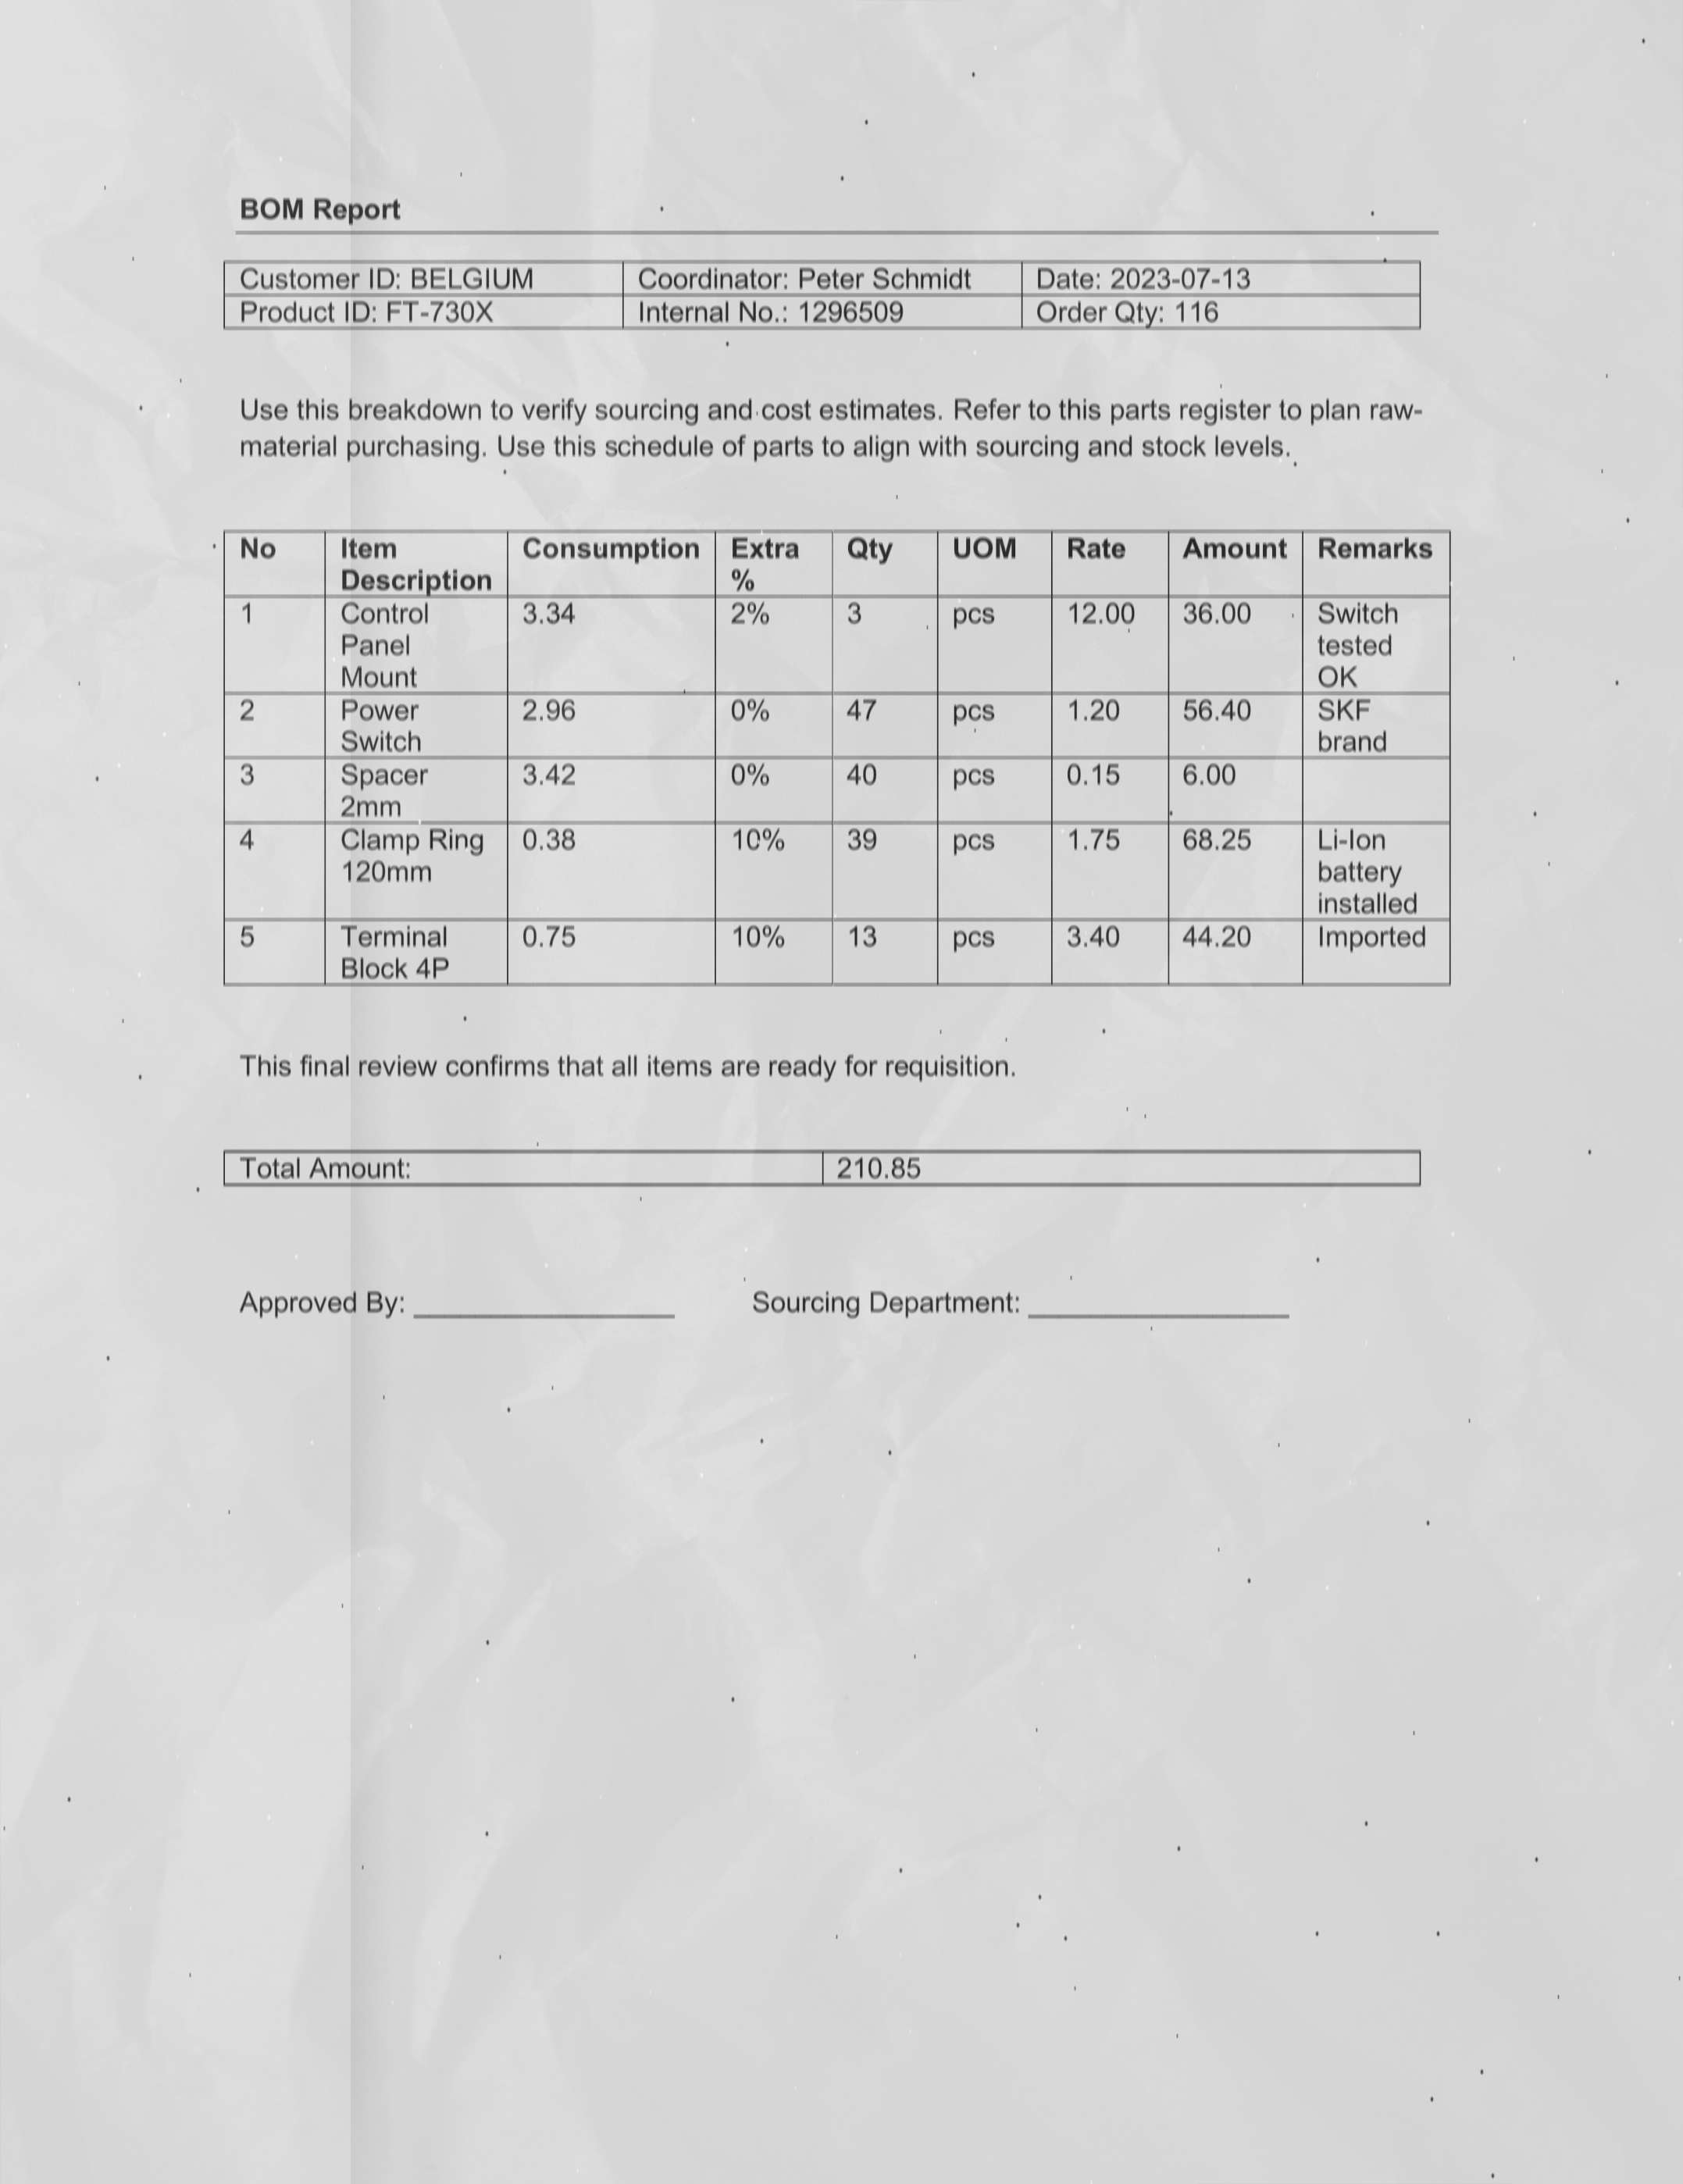 BOM Report
Customer ID: BELGIUM Coordinator: Peter Schmidt Date: 2023-07-13
Product ID: FT-730X Internal No.: 1296509 Order Qty: 116
Use this breakdown to verify sourcing and cost estimates. Refer to this parts register to plan raw-
material purchasing. Use this schedule of parts to align with sourcing and stock levels.
No Item Consumption Extra Qty UOM Rate Amount Remarks
Description %
1 Control 3.34 2% 3 pcs 12.00 36.00 Switch
Panel tested
Mount OK
2 Power 2.96 0% 47 pcs 1.20 56.40 SKF
Switch brand
3 Spacer 3.42 0% 40 pcs 0.15 6.00
2mm
4 Clamp Ring 0.38 10% 39 pcs 1.75 68.25 Li-Ion
120mm battery
installed
5 Terminal 0.75 10% 13 pcs 3.40 44.20 Imported
Block 4P
This final review confirms that all items are ready for requisition.
Total Amount: 210.85
Approved By: Sourcing Department: